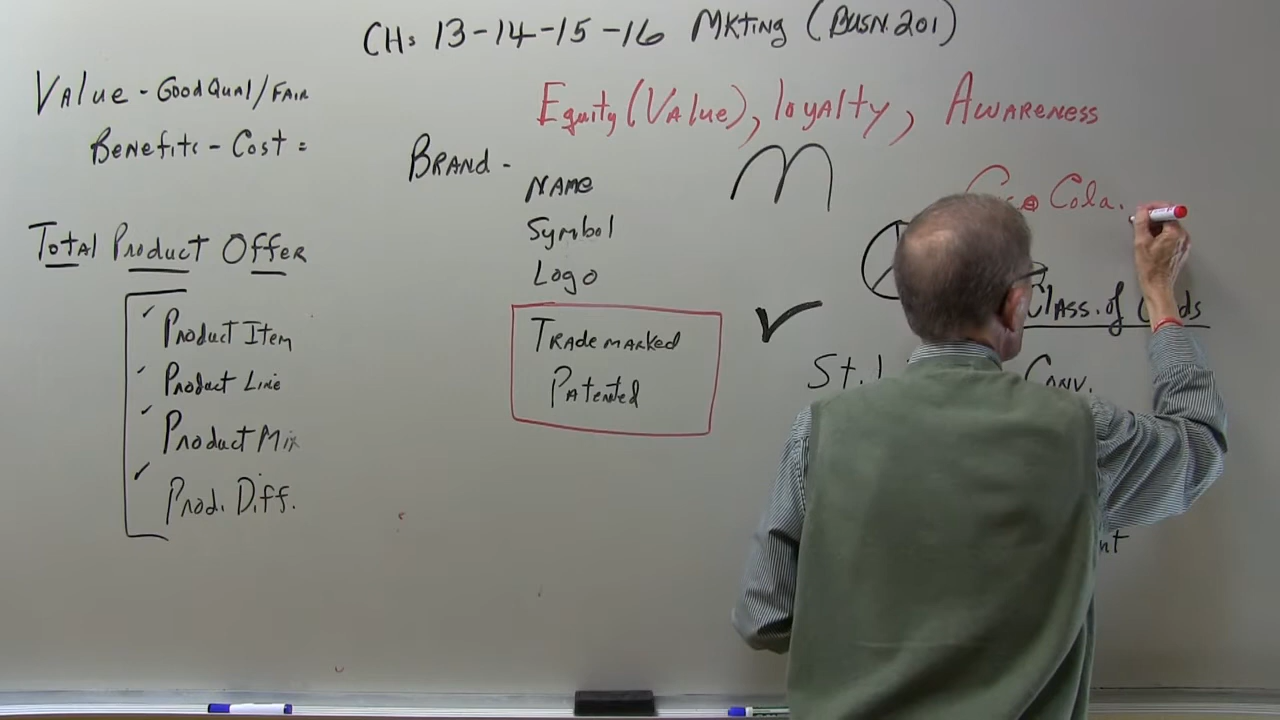 CH: 13-14-15-16 MKting (BUSN.201)
Value - Good Qual/Fair
Benefits - Cost =
Equity (Value), loyalty, Awareness
Brand -
Name
Symbol
Logo
Trademarked
Patented
Cola.
Total Product Offer
Product Item
Product Line
Product Mix
Prod. Diff.
Class. of
St.
Conv.